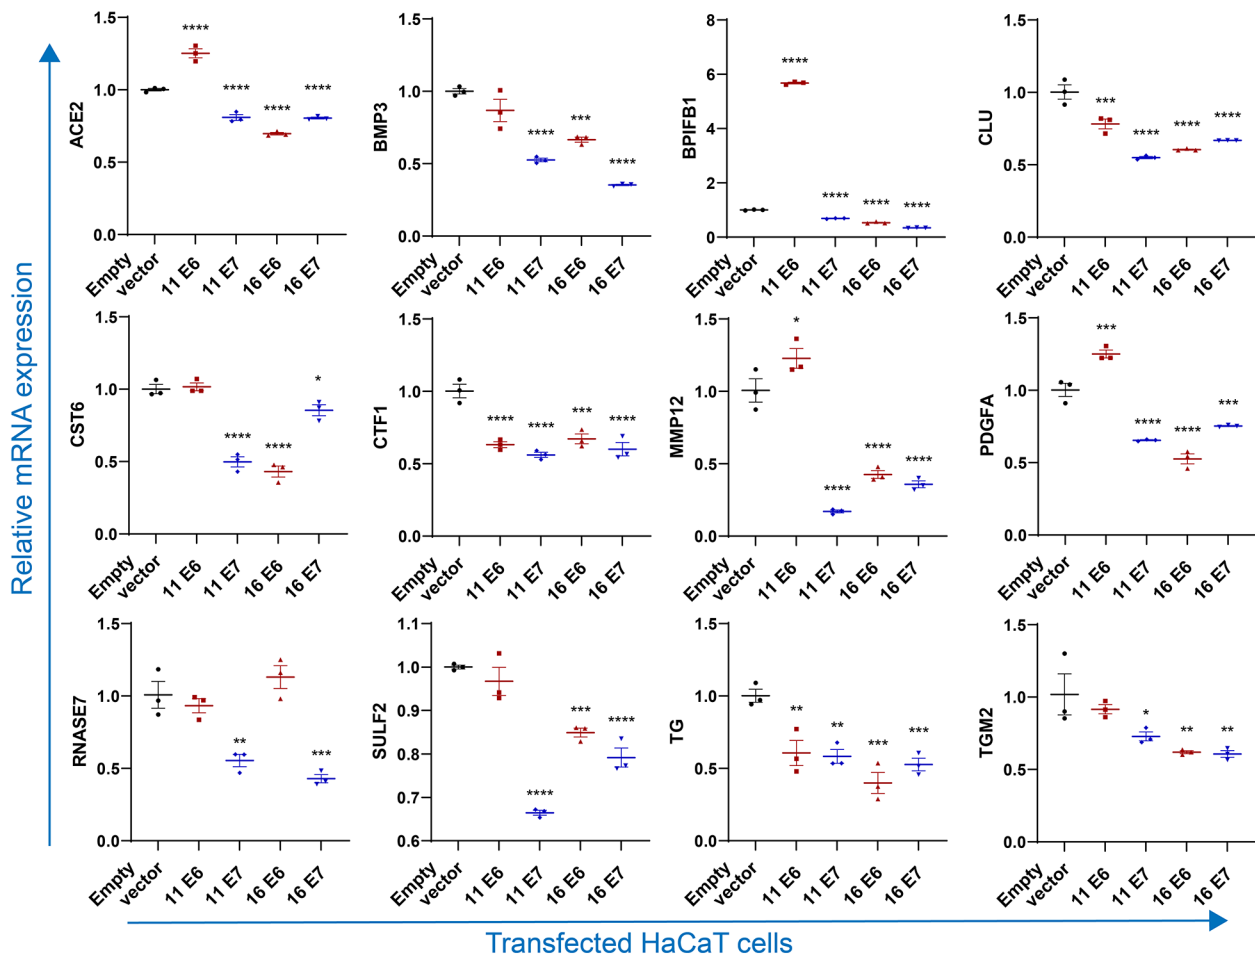 Relative mRNA expression
ACE2
1.5
1.0
0.5
0.0
****
****
****
****
Empty vector
11 E6
11 E7
16 E6
16 E7
BMP3
1.5
1.0
0.5
0.0
****
***
****
Empty vector
11 E6
11 E7
16 E6
16 E7
BPIFB1
8
6
4
2
0
****
****
****
****
Empty vector
11 E6
11 E7
16 E6
16 E7
CLU
1.5
1.0
0.5
0.0
***
****
****
****
Empty vector
11 E6
11 E7
16 E6
16 E7
CST6
1.5
1.0
0.5
0.0
****
****
*
Empty vector
11 E6
11 E7
16 E6
16 E7
CTF1
1.5
1.0
0.5
0.0
****
****
***
****
Empty vector
11 E6
11 E7
16 E6
16 E7
MMP12
1.5
1.0
0.5
0.0
*
****
****
****
Empty vector
11 E6
11 E7
16 E6
16 E7
PDGFA
1.5
1.0
0.5
0.0
***
****
****
***
Empty vector
11 E6
11 E7
16 E6
16 E7
RNASE7
1.5
1.0
0.5
0.0
**
***
Empty vector
11 E6
11 E7
16 E6
16 E7
SULF2
1.1
1.0
0.9
0.8
0.7
0.6
****
***
****
Empty vector
11 E6
11 E7
16 E6
16 E7
TG
1.5
1.0
0.5
0.0
**
**
***
***
Empty vector
11 E6
11 E7
16 E6
16 E7
TGM2
1.5
1.0
0.5
0.0
*
**
**
Empty vector
11 E6
11 E7
16 E6
16 E7
Transfected HaCaT cells